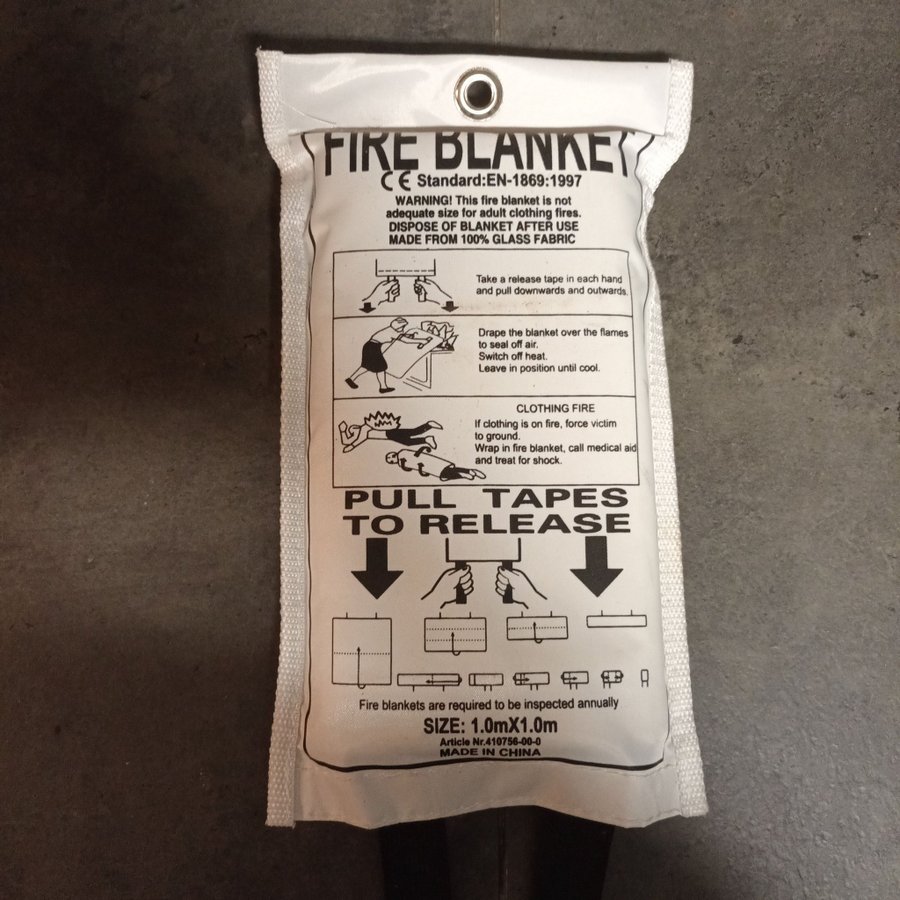 FIRE BLANKET
CE Standard:EN-1869:1997
WARNING! This fire blanket is not
adequate size for adult clothing fires.
DISPOSE OF BLANKET AFTER USE
MADE FROM 100% GLASS FABRIC
Take a release tape in each hand
and pull downwards and outwards.
Drape the blanket over the flames
to seal off air.
Switch off heat.
Leave in position until cool.
CLOTHING FIRE
If clothing is on fire, force victim
to ground.
Wrap in fire blanket, call medical aid
and treat for shock.
PULL TAPES
TO RELEASE
Fire blankets are required to be inspected annually
SIZE: 1.0mX1.0m
Article Nr.410756-00-0
MADE IN CHINA